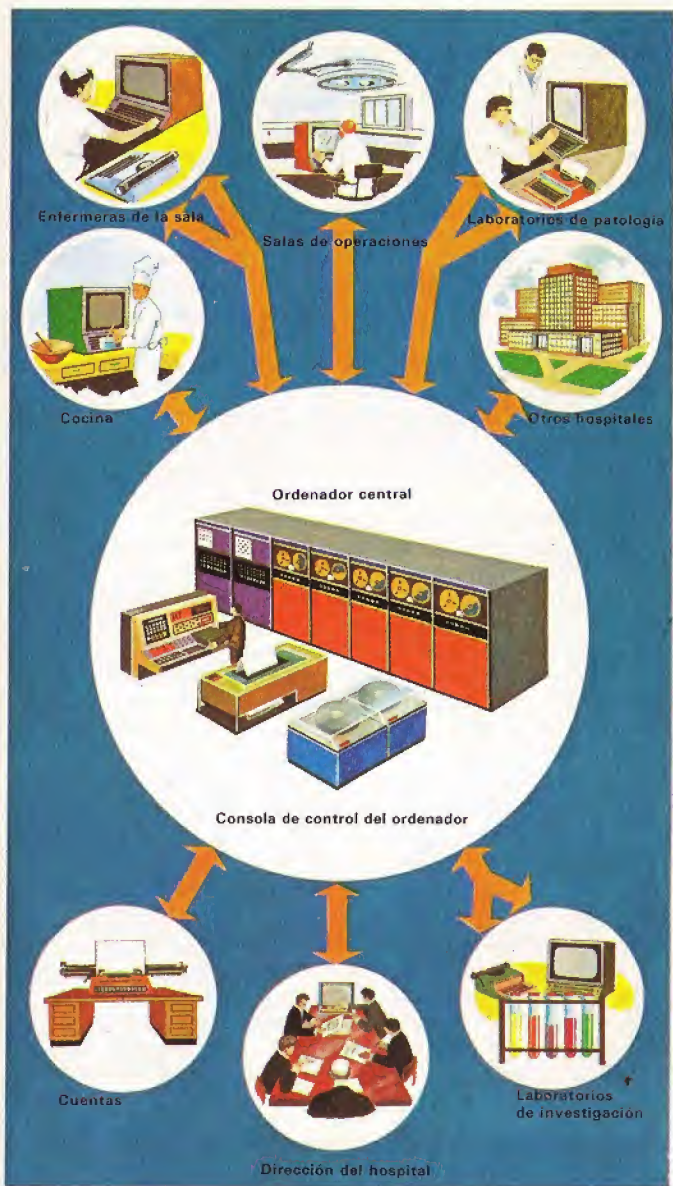 Enfermeras de la sala
Salas de operaciones
Laboratorios de patología
Cocina
Otros hospitales
Ordenador central
Consola de control del ordenador
Cuentas
Dirección del hospital
Laboratorios
de investigación